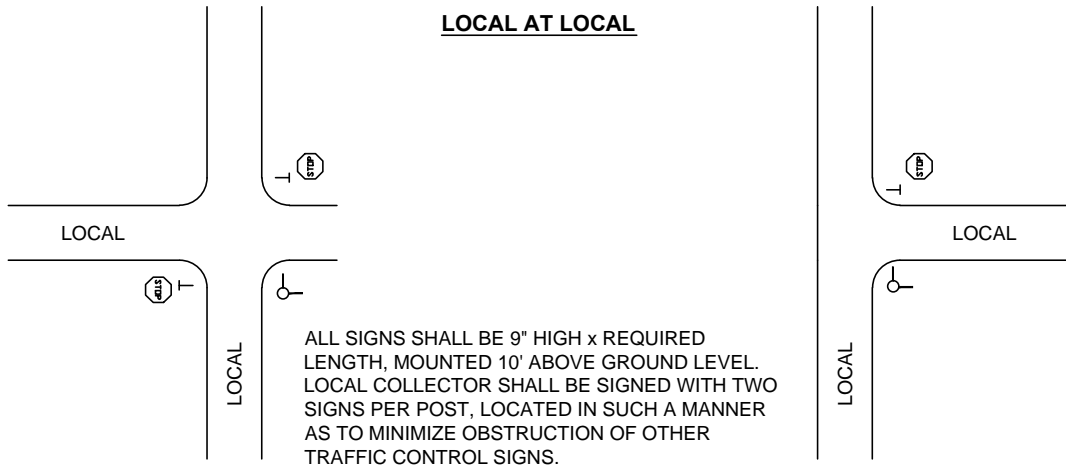 LOCAL AT LOCAL
STOP
STOP
LOCAL
LOCAL
STOP
LOCAL
LOCAL
ALL SIGNS SHALL BE 9" HIGH x REQUIRED
LENGTH, MOUNTED 10' ABOVE GROUND LEVEL.
LOCAL COLLECTOR SHALL BE SIGNED WITH TWO
SIGNS PER POST, LOCATED IN SUCH A MANNER
AS TO MINIMIZE OBSTRUCTION OF OTHER
TRAFFIC CONTROL SIGNS.